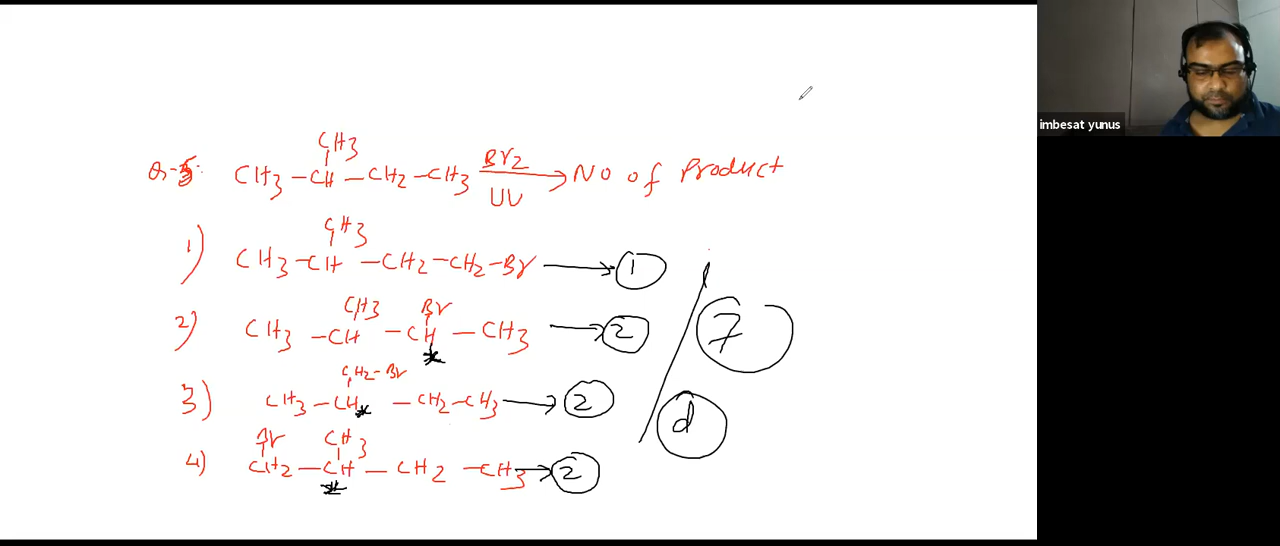 CH3
Q-5. CH3 - CH - CH2 - CH3 Br2 UV → No of Product
CH3
1) CH3 - CH - CH2 - CH2 - Br → 1
CH3 Br
2) CH3 - CH - CH - CH3 → 2
*
CH2-Br
3) CH3 - CH* - CH2 - CH3 → 2
Br CH3
4) CH2 - CH - CH2 - CH3 → 2
*
7
d
imbesat yunus